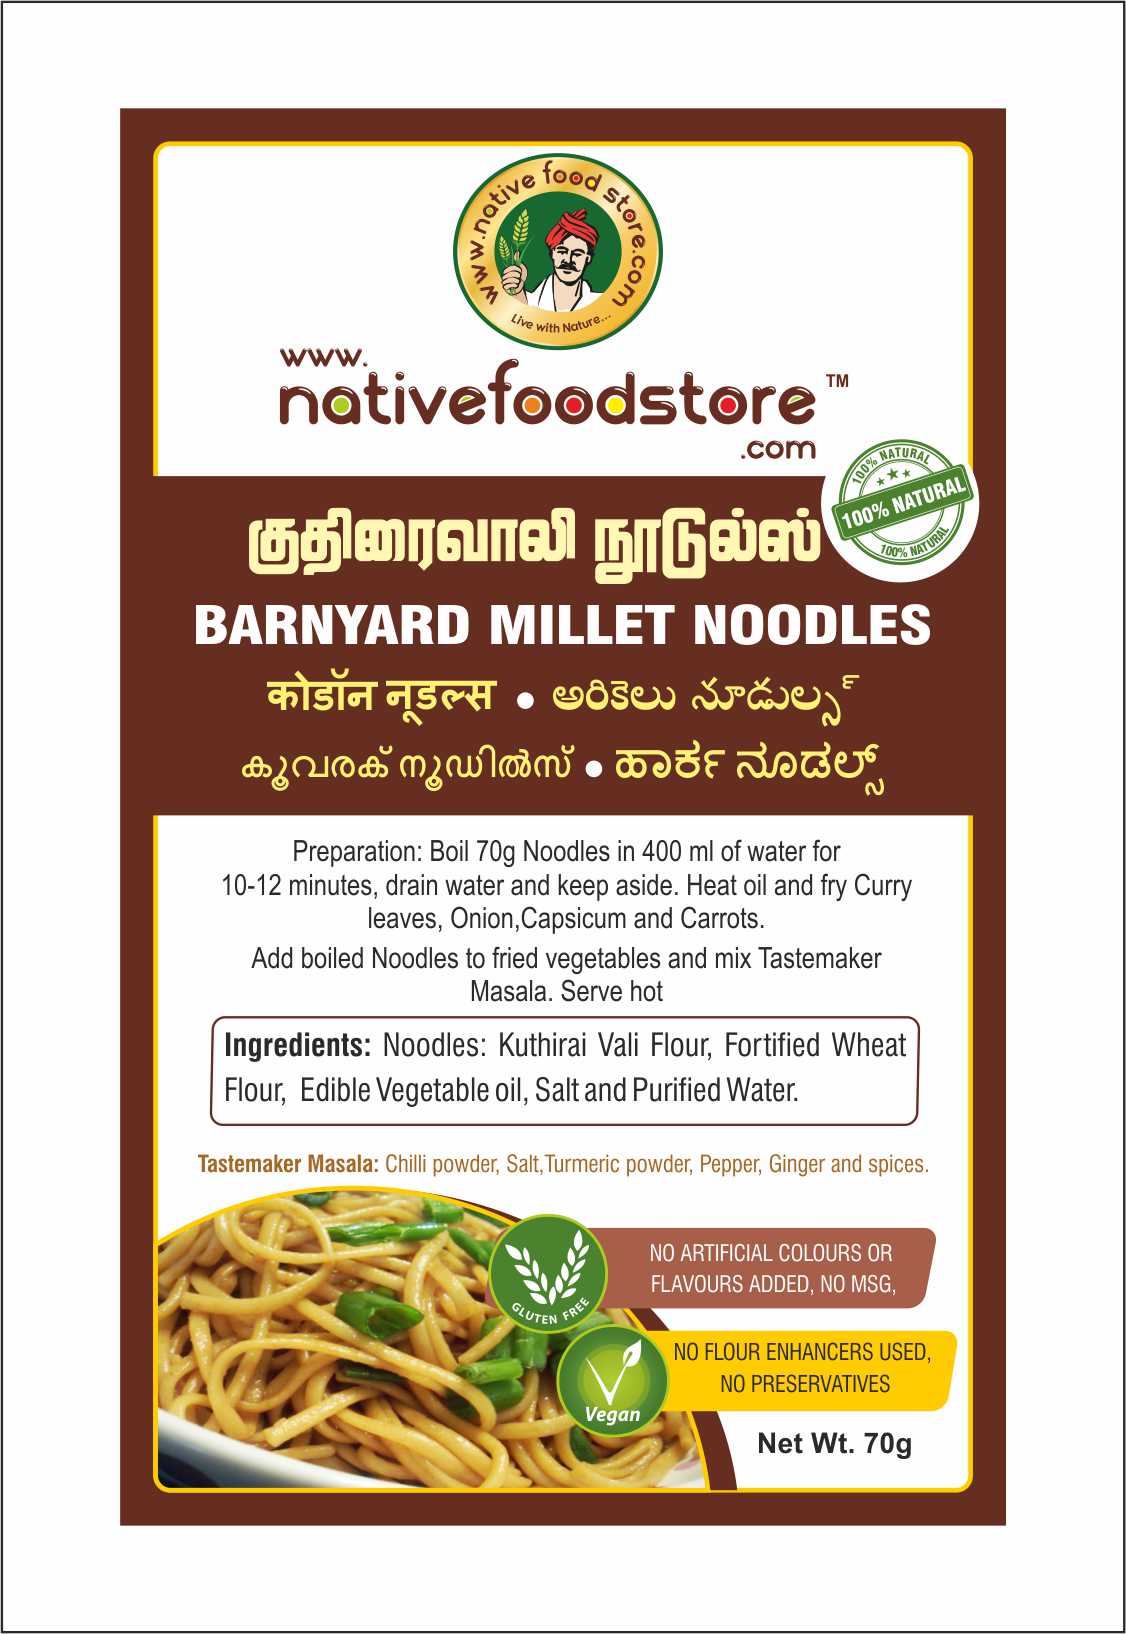 www.native food store.com
Live with Nature...
www.
nativefoodstore™
.com
100% NATURAL
100% NATURAL
100% NATURAL
குதிரைவாலி நூடுல்ஸ்
BARNYARD MILLET NOODLES
कोडॉन नूडल्स • అరికెలు నూడుల్స్
കൂവരക് നൂഡിൽസ് • ಹಾರ್ಕ ನೂಡಲ್ಸ್
Preparation: Boil 70g Noodles in 400 ml of water for
10-12 minutes, drain water and keep aside. Heat oil and fry Curry
leaves, Onion,Capsicum and Carrots.
Add boiled Noodles to fried vegetables and mix Tastemaker
Masala. Serve hot
Ingredients: Noodles: Kuthirai Vali Flour, Fortified Wheat
Flour, Edible Vegetable oil, Salt and Purified Water.
Tastemaker Masala: Chilli powder, Salt,Turmeric powder, Pepper, Ginger and spices.
GLUTEN FREE
NO ARTIFICIAL COLOURS OR
FLAVOURS ADDED, NO MSG,
Vegan
NO FLOUR ENHANCERS USED,
NO PRESERVATIVES
Net Wt. 70g